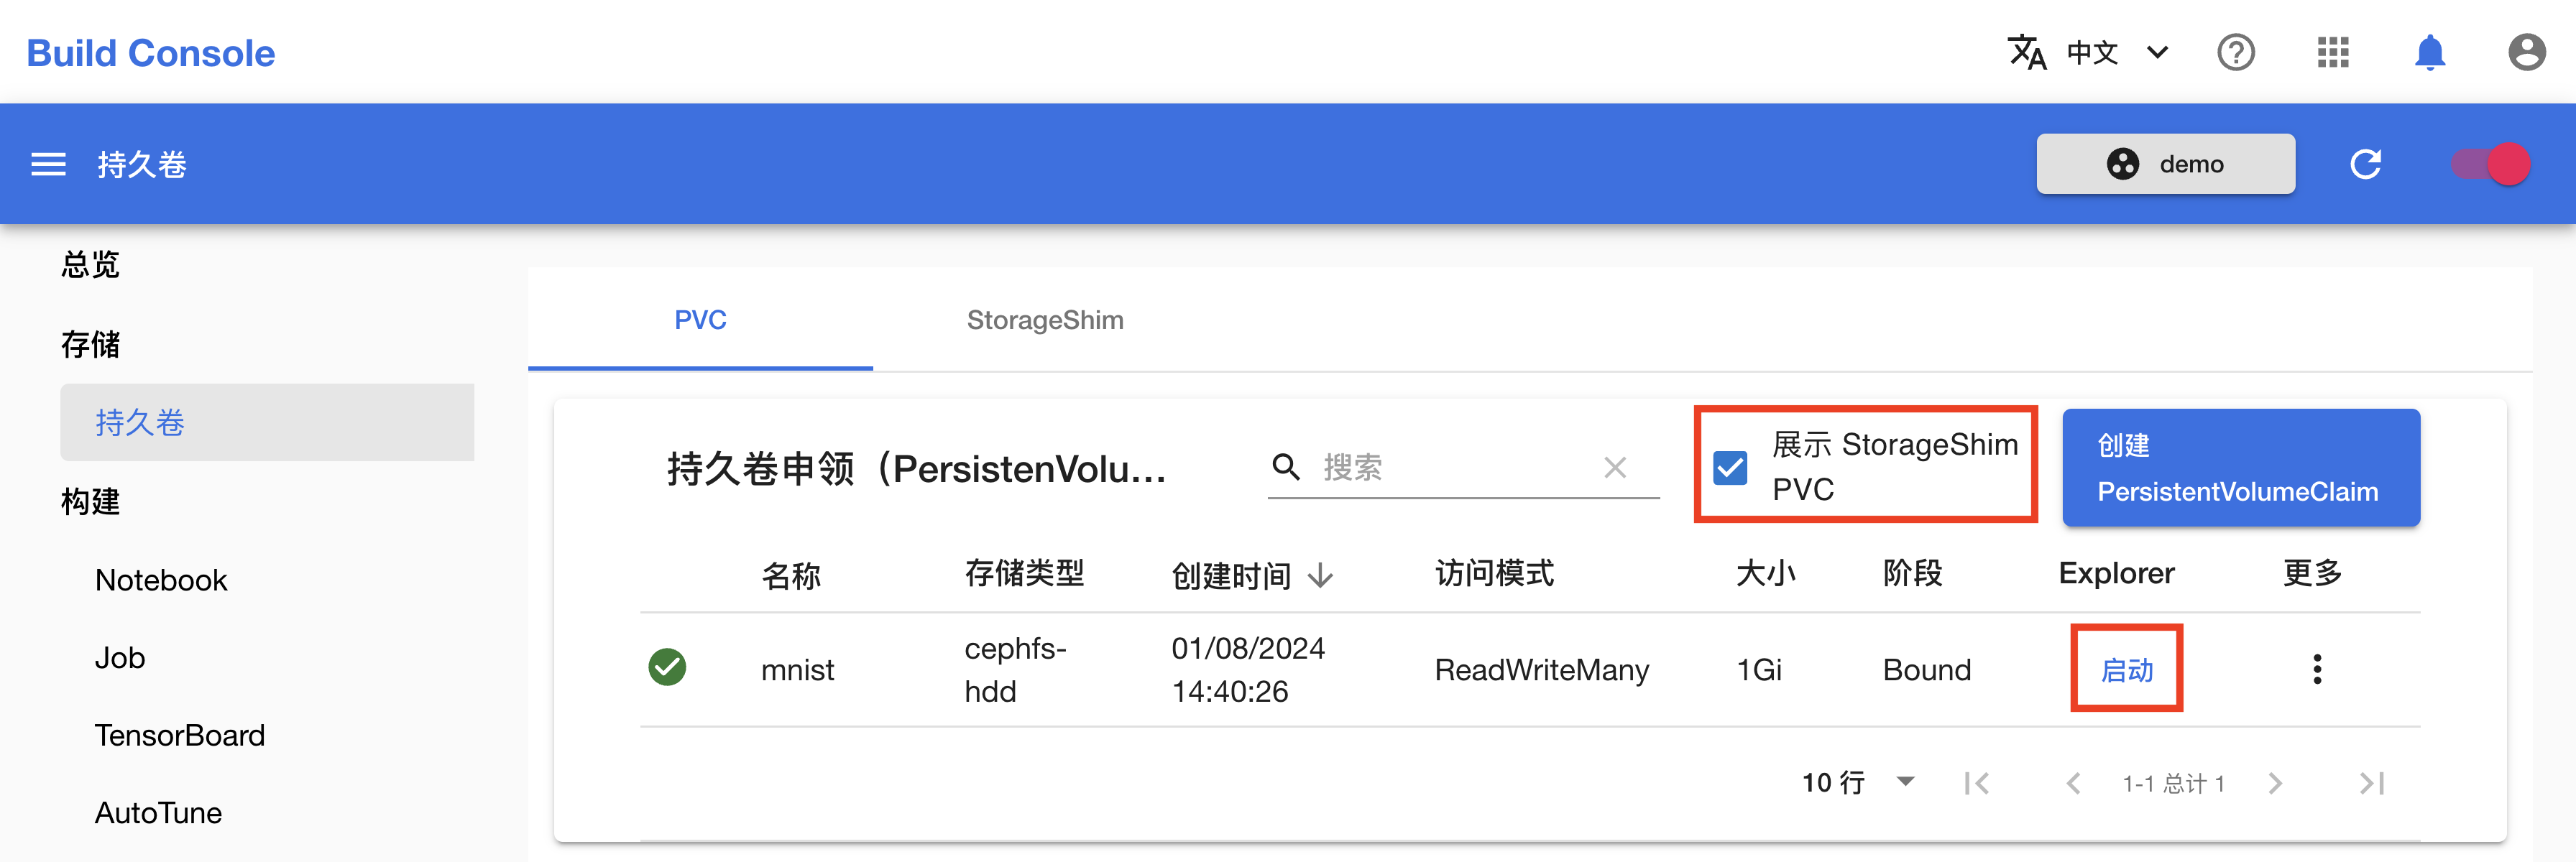 Build Console
中文
持久卷
demo
总览
存储
持久卷
构建
Notebook
Job
TensorBoard
AutoTune
PVC
StorageShim
持久卷申领（PersistenVolu...
搜索
展示 StorageShim
PVC
创建
PersistentVolumeClaim
名称
存储类型
创建时间
访问模式
大小
阶段
Explorer
更多
mnist
cephfs-
hdd
01/08/2024
14:40:26
ReadWriteMany
1Gi
Bound
启动
10 行
1-1 总计 1